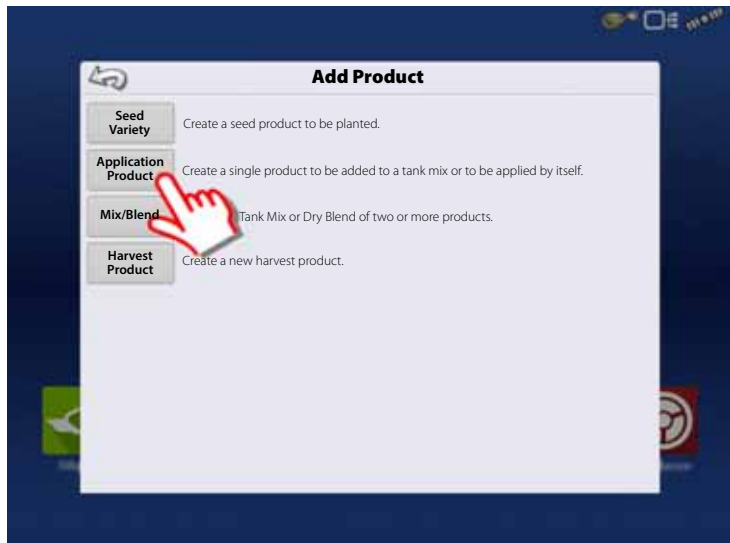 Add Product
Seed
Variety
Create a seed product to be planted.
Application
Product
Create a single product to be added to a tank mix or to be applied by itself.
Mix/Blend
Tank Mix or Dry Blend of two or more products.
Harvest
Product
Create a new harvest product.